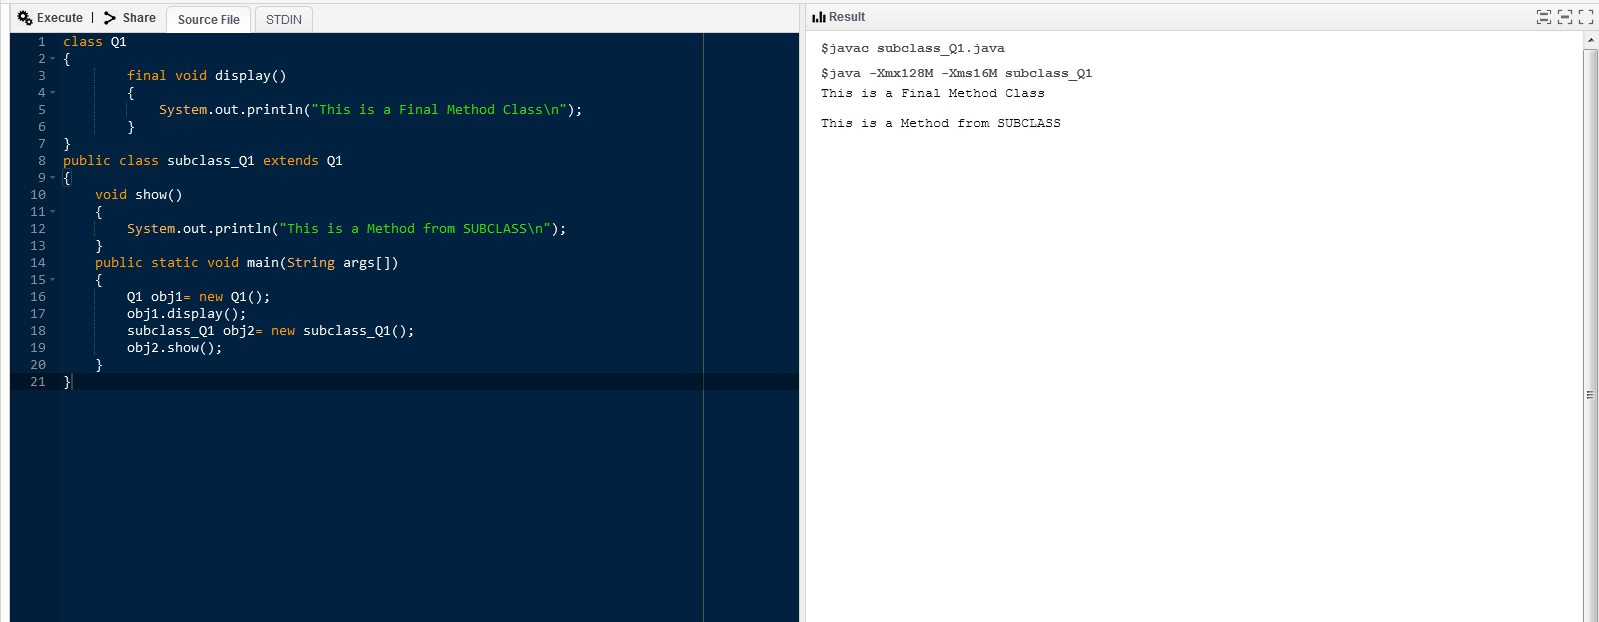 Execute | Share Source File STDIN
1 class Q1
2 {
3 final void display()
4 {
5 System.out.println("This is a Final Method Class\n");
6 }
7 }
8 public class subclass_Q1 extends Q1
9 {
10 void show()
11 {
12 System.out.println("This is a Method from SUBCLASS\n");
13 }
14 public static void main(String args[])
15 {
16 Q1 obj1= new Q1();
17 obj1.display();
18 subclass_Q1 obj2= new subclass_Q1();
19 obj2.show();
20 }
21 }
Result
$javac subclass_Q1.java
$java -Xmx128M -Xms16M subclass_Q1
This is a Final Method Class
This is a Method from SUBCLASS